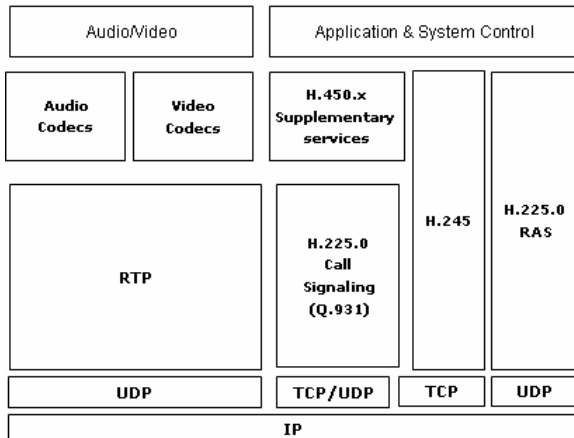 Audio/Video
Application & System Control
Audio
Codecs
Video
Codecs
H.450.x
Supplementary
services
H.245
H.225.0
RAS
RTP
H.225.0
Call
Signaling
(Q.931)
UDP
TCP/UDP
TCP
UDP
IP